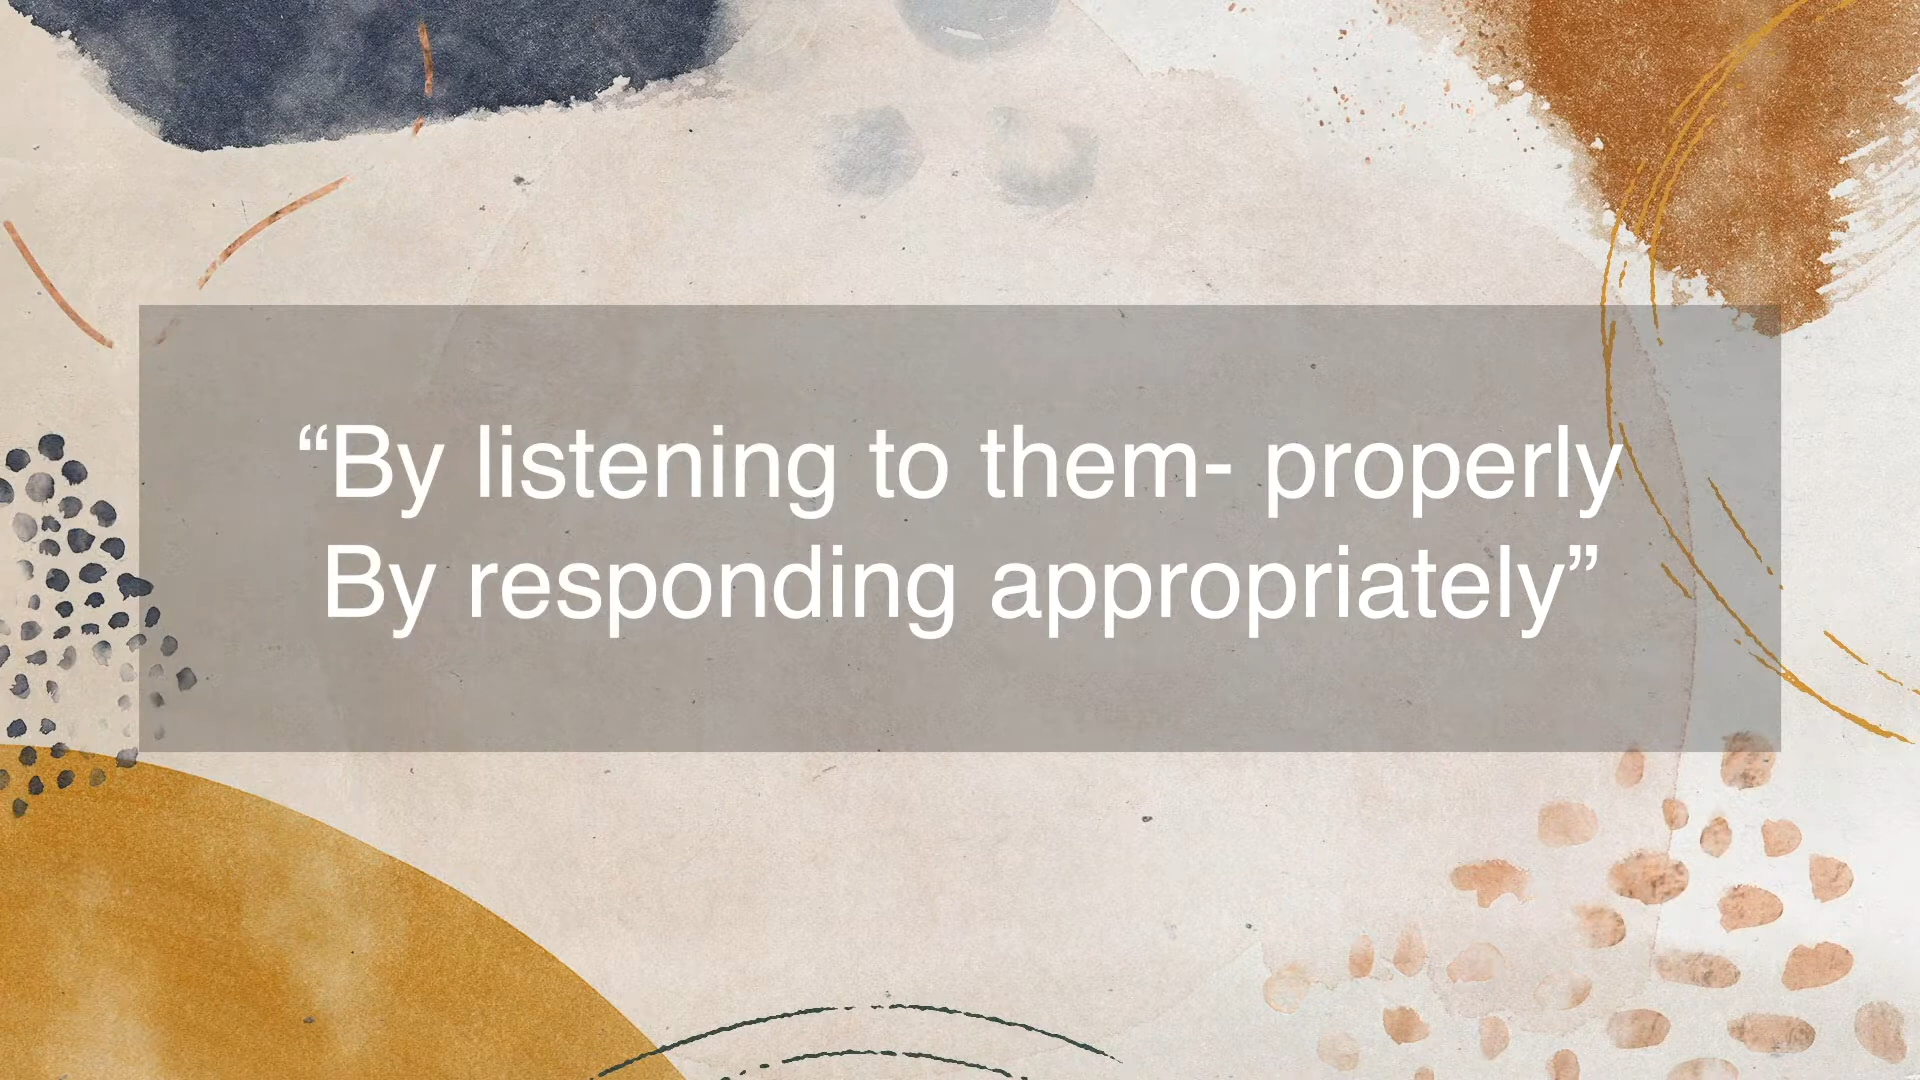 “By listening to them- properly
By responding appropriately”